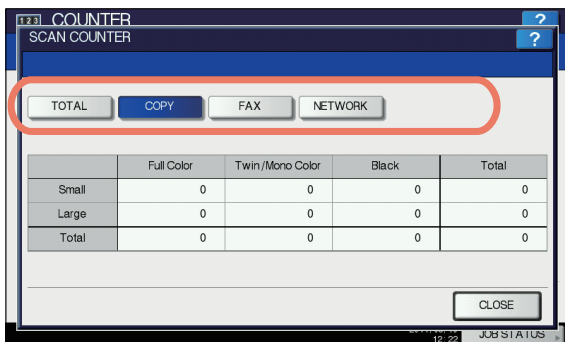 123 COUNTER ?
SCAN COUNTER ?
TOTAL COPY FAX NETWORK
Full Color Twin/Mono Color Black Total
Small 0 0 0 0
Large 0 0 0 0
Total 0 0 0 0
CLOSE
12:22 JOB STATUS